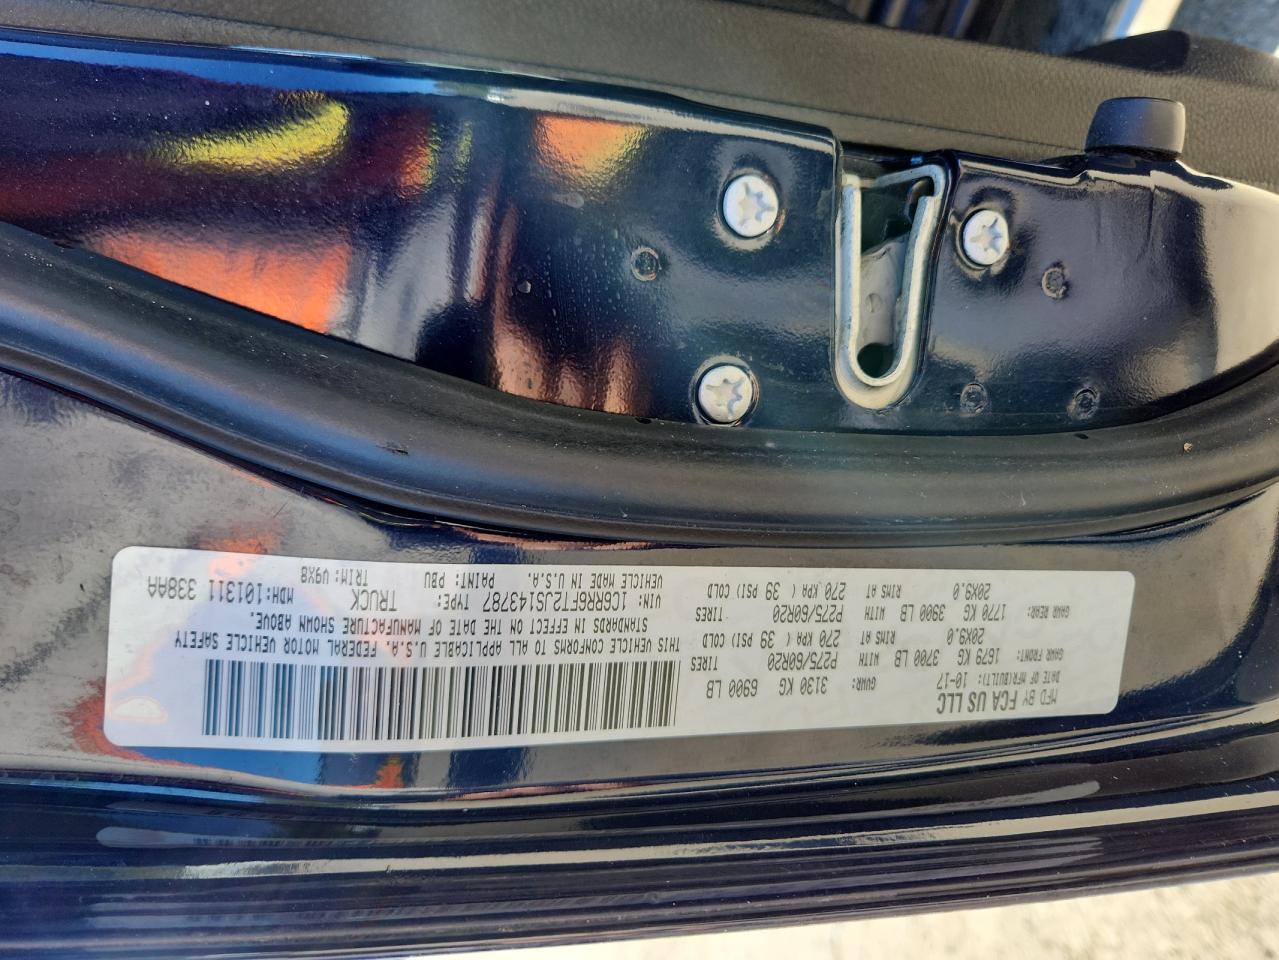 MFD BY FCA US LLC
DATE OF MFR(BUILT): 10-17 GVWR: 3130 KG 6900 LB
GAWR FRONT: WITH TIRES
1679 KG 3700 LB P275/60R20
RIMS AT
20X9.0 270 KPA ( 39 PSI) COLD
GAWR REAR: WITH TIRES
1770 KG 3900 LB P275/60R20
RIMS AT
20X9.0 270 KPA ( 39 PSI) COLD
THIS VEHICLE CONFORMS TO ALL APPLICABLE U.S.A. FEDERAL MOTOR VEHICLE SAFETY
STANDARDS IN EFFECT ON THE DATE OF MANUFACTURE SHOWN ABOVE.
VIN: 1C6RR6FT2JS143787 TYPE: TRUCK MDH: 101311 338AA
VEHICLE MADE IN U.S.A. PAINT: PBU TRIM: V9X8